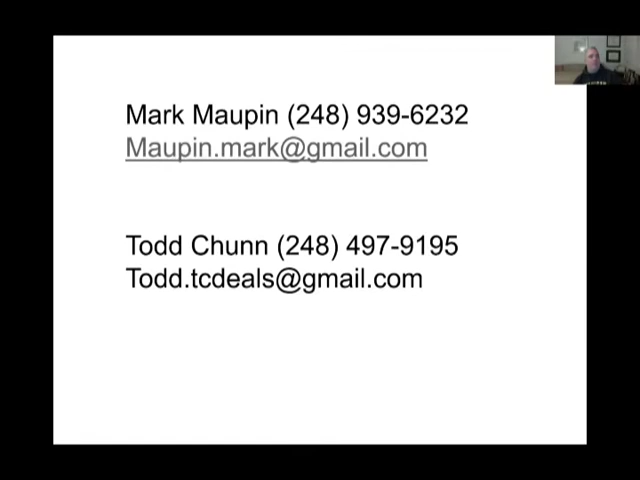 Mark Maupin (248) 939-6232
Maupin.mark@gmail.com
Todd Chunn (248) 497-9195
Todd.tcdeals@gmail.com